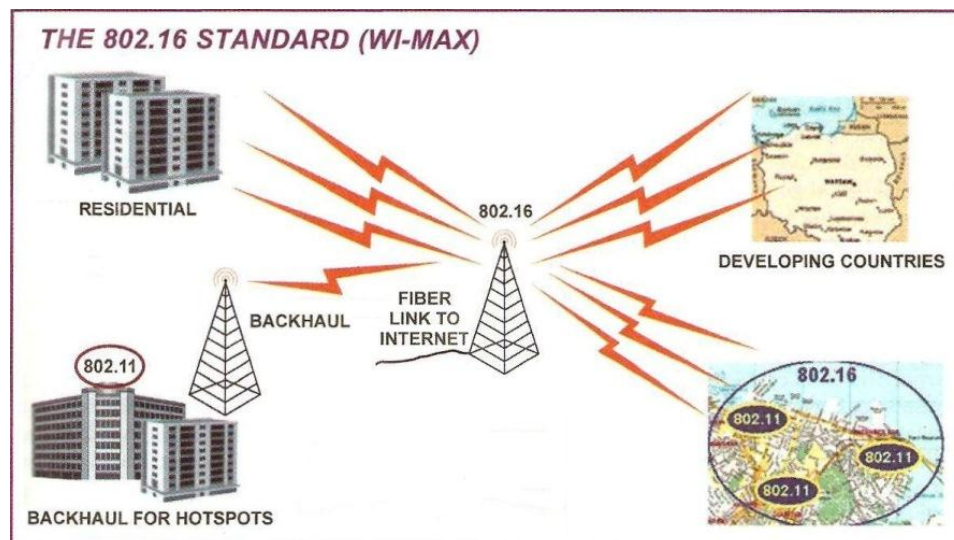 THE 802.16 STANDARD (WI-MAX)
RESIDENTIAL
802.16
DEVELOPING COUNTRIES
BACKHAUL
FIBER
LINK TO
INTERNET
802.11
BACKHAUL FOR HOTSPOTS
WARSAW
802.16
802.11
802.11
802.11